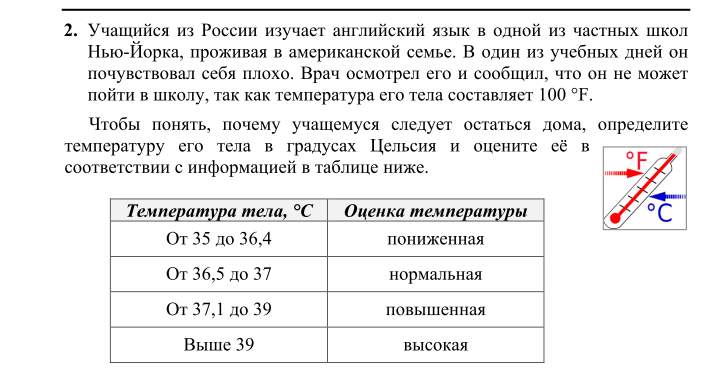 2. Учащийся из России изучает английский язык в одной из частных школ
Нью-Йорка, проживая в американской семье. В один из учебных дней он
почувствовал себя плохо. Врач осмотрел его и сообщил, что он не может
пойти в школу, так как температура его тела составляет 100 °F.
Чтобы понять, почему учащемуся следует остаться дома, определите
температуру его тела в градусах Цельсия и оцените её в
соответствии с информацией в таблице ниже.
°F
°C
Температура тела, °С Оценка температуры
От 35 до 36,4 пониженная
От 36,5 до 37 нормальная
От 37,1 до 39 повышенная
Выше 39 высокая